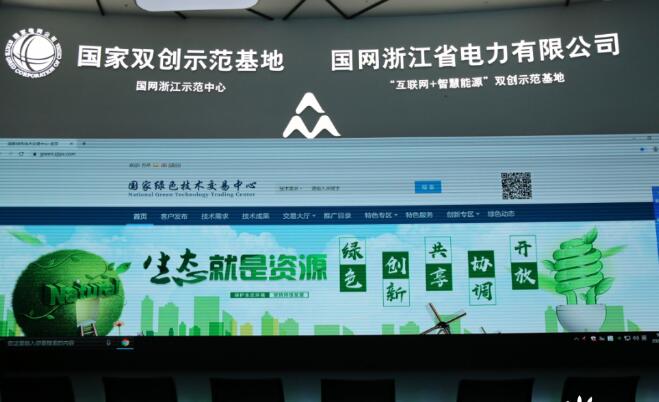 国家双创示范基地
国网浙江示范中心
国网浙江省电力有限公司
“互联网+智慧能源”双创示范基地
国家绿色技术交易中心
National Green Technology Trading Center
搜索
首页 客户发布 技术需求 技术成果 交易大厅 推广目录 特色专区 特色服务 创新专区 绿色动态
Natural
生态就是资源
绿色 创新 共享 协调 开放